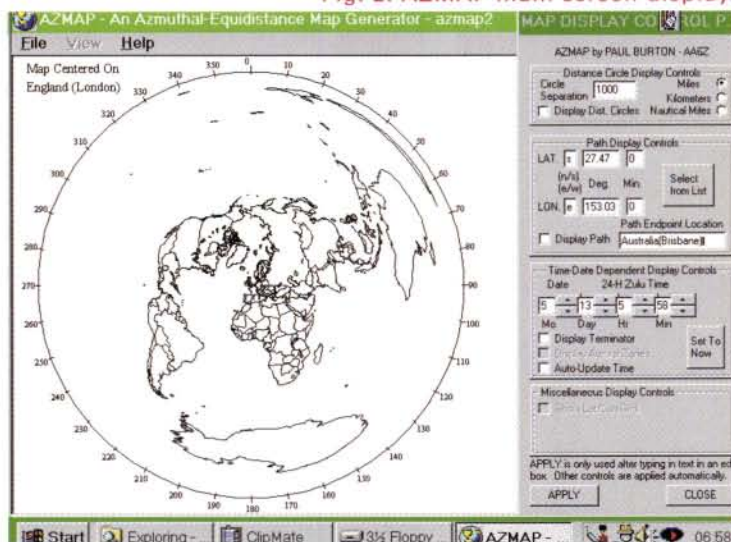 Fig. 2. AZMAP main screen display
AZMAP - An Azmuthal-Equidistance Map Generator - azmap2
File View Help
Map Centered On
England (London)
0
10
20
30
40
50
60
70
80
90
100
110
120
130
140
150
160
170
180
190
200
210
220
230
240
250
260
270
280
290
300
310
320
330
340
350
MAP DISPLAY CO ROL P
AZMAP by PAUL BURTON - AA6Z
Distance Circle Display Controls
Circle Separation 1000 Miles
Kilometers
Display Dist. Circles Nautical Miles
Path Display Controls
LAT. s 27.47 0
(n/s) (e/w) Deg. Min. Select from List
LON. e 153.03 0
Path Endpoint Location
Display Path Australia(Brisbane)
Time-Date Dependent Display Controls
Date 24-H Zulu Time
5 13 5 58
Mo Day Hr Min
Display Terminator Set To Now
Auto-Update Time
Miscellaneous Display Controls
APPLY is only used after typing in text in an ed
box. Other controls are applied automatically.
APPLY CLOSE
Start Exploring - ClipMate 3½ Floppy AZMAP - 06:58